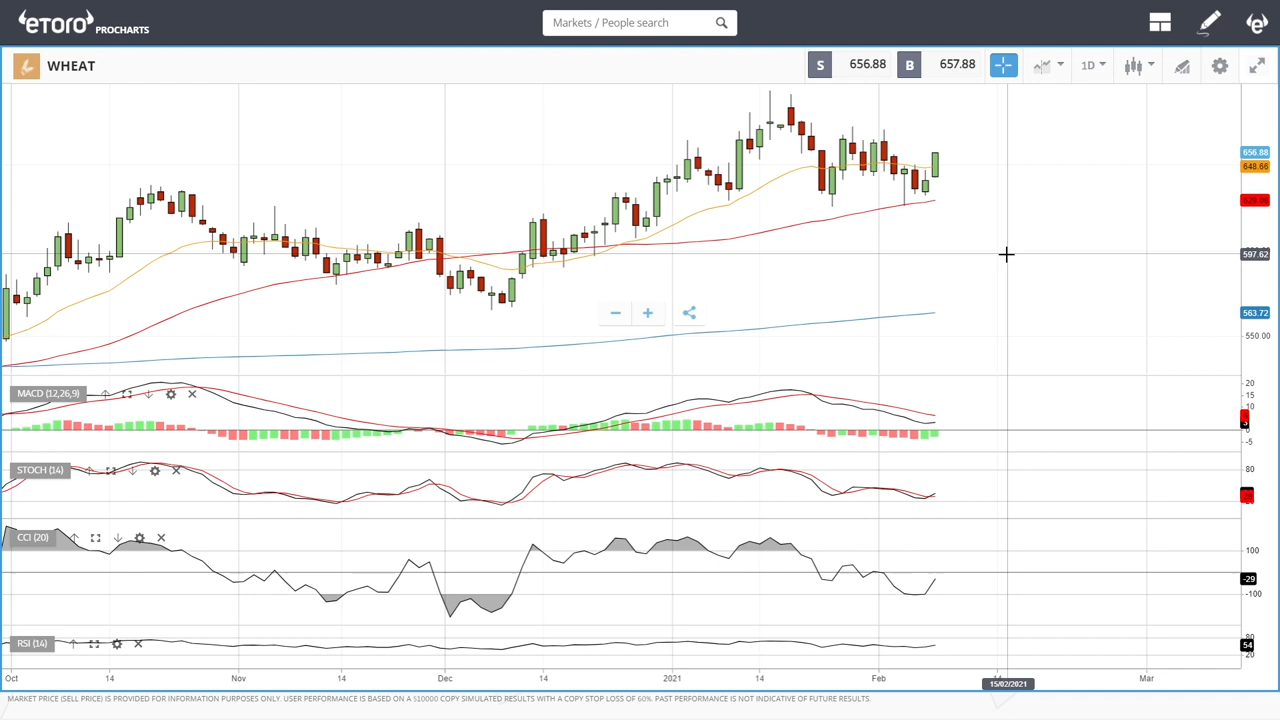 eToro PROCHARTS
Markets / People search
WHEAT
S 656.88 B 657.88
1D
656.88
648.66
597.62
563.72
550.00
MACD (12,26,9)
20
15
10
0
-5
STOCH (14)
80
CCI (20)
100
-29
-100
RSI (14)
80
54
20
Oct 14 Nov 14 Dec 14 2021 14 Feb Mar
15/02/2021
MARKET PRICE (SELL PRICE) IS PROVIDED FOR INFORMATION PURPOSES ONLY. USER PERFORMANCE IS BASED ON A $10000 COPY SIMULATED RESULTS WITH A COPY STOP LOSS OF 60%. PAST PERFORMANCE IS NOT INDICATIVE OF FUTURE RESULTS.